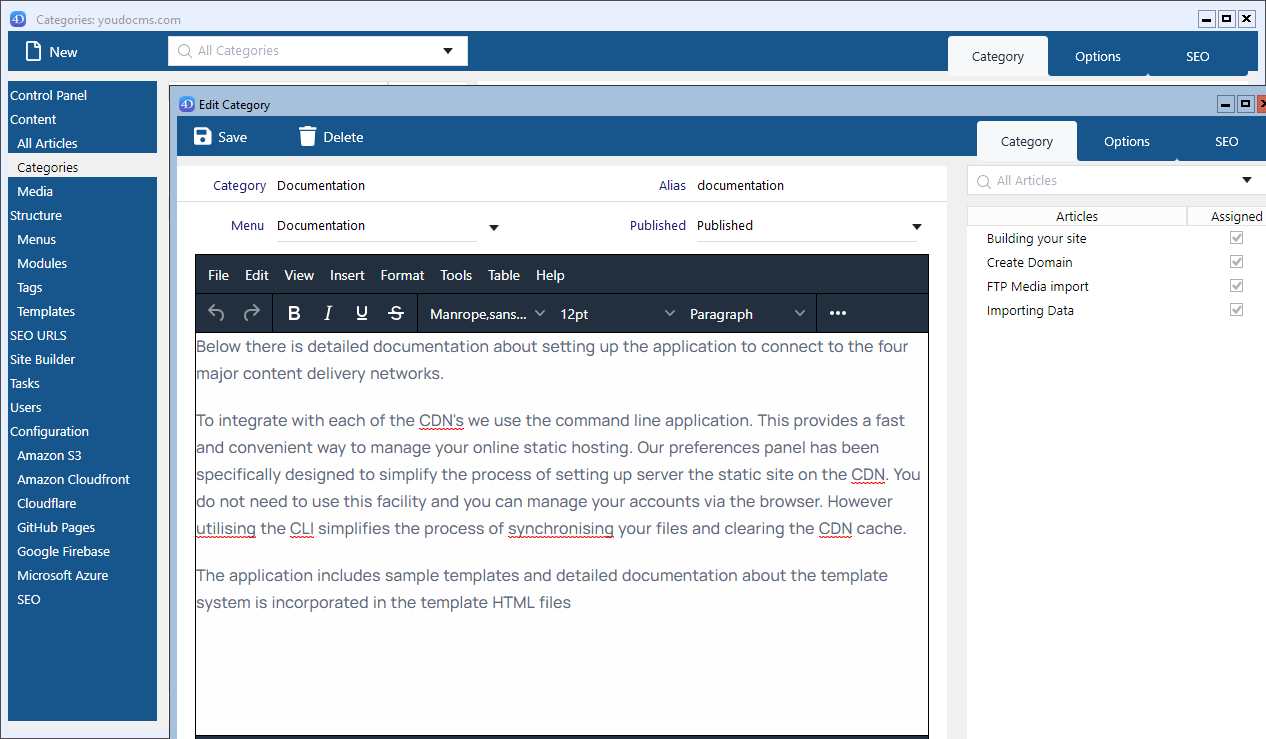 4D Categories: youdocms.com
New
All Categories
Category Options SEO
Control Panel
Content
All Articles
Categories
Media
Structure
Menus
Modules
Tags
Templates
SEO URLS
Site Builder
Tasks
Users
Configuration
Amazon S3
Amazon Cloudfront
Cloudflare
GitHub Pages
Google Firebase
Microsoft Azure
SEO
4D Edit Category
Save Delete
Category Options SEO
Category Documentation Alias documentation
Menu Documentation Published Published
File Edit View Insert Format Tools Table Help
B I U S Manrope,sans... 12pt Paragraph
Below there is detailed documentation about setting up the application to connect to the four
major content delivery networks.
To integrate with each of the CDN's we use the command line application. This provides a fast
and convenient way to manage your online static hosting. Our preferences panel has been
specifically designed to simplify the process of setting up server the static site on the CDN. You
do not need to use this facility and you can manage your accounts via the browser. However
utilising the CLI simplifies the process of synchronising your files and clearing the CDN cache.
The application includes sample templates and detailed documentation about the template
system is incorporated in the template HTML files
All Articles
Articles Assigned
Building your site
Create Domain
FTP Media import
Importing Data